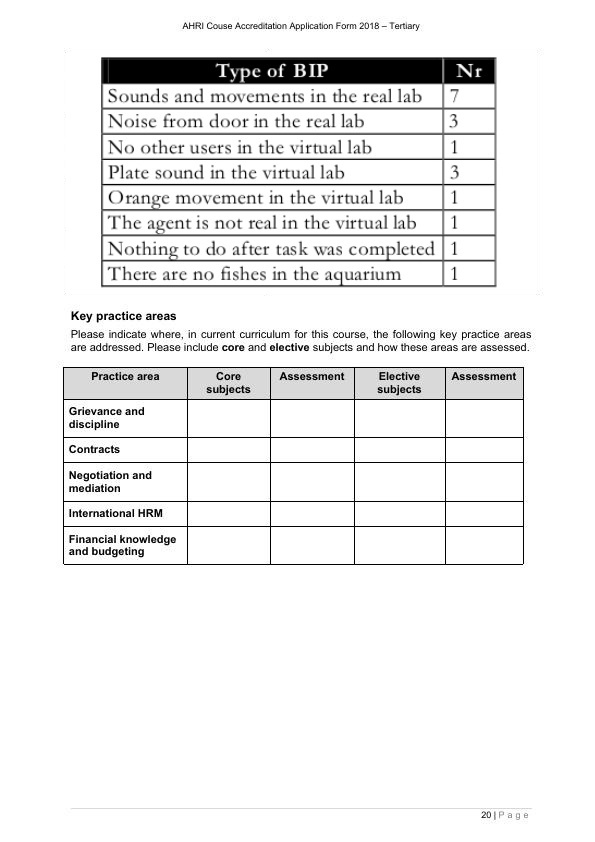 AHRI Couse Accreditation Application Form 2018 – Tertiary
Type of BIP Nr
Sounds and movements in the real lab 7
Noise from door in the real lab 3
No other users in the virtual lab 1
Plate sound in the virtual lab 3
Orange movement in the virtual lab 1
The agent is not real in the virtual lab 1
Nothing to do after task was completed 1
There are no fishes in the aquarium 1
Key practice areas
Please indicate where, in current curriculum for this course, the following key practice areas
are addressed. Please include core and elective subjects and how these areas are assessed.
Practice area Core Assessment Elective Assessment
subjects subjects
Grievance and
discipline
Contracts
Negotiation and
mediation
International HRM
Financial knowledge
and budgeting
20 | P a g e